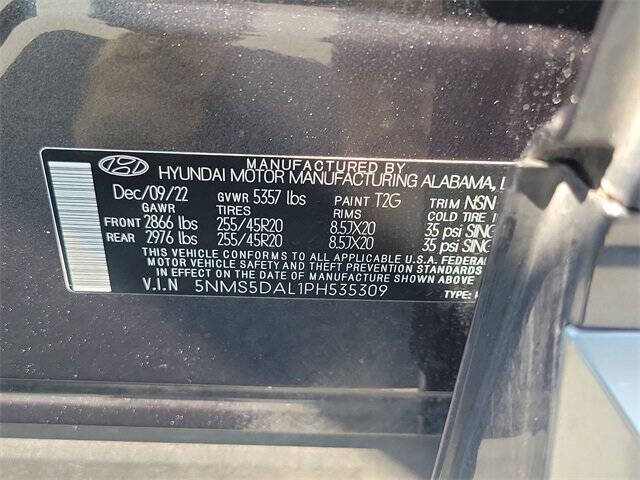 MANUFACTURED BY
HYUNDAI MOTOR MANUFACTURING ALABAMA,
Dec/09/22 GVWR 5357 lbs PAINT T2G TRIM NSN
GAWR TIRES RIMS COLD TIRE
FRONT 2866 lbs 255/45R20 8.5JX20 35 psi SING
REAR 2976 lbs 255/45R20 8.5JX20 35 psi SING
THIS VEHICLE CONFORMS TO ALL APPLICABLE U.S.A. FEDERAL
MOTOR VEHICLE SAFETY AND THEFT PREVENTION STANDARDS
IN EFFECT ON THE DATE OF MANUFACTURE SHOWN ABOVE
V.I.N 5NMS5DAL1PH535309 TYPE: